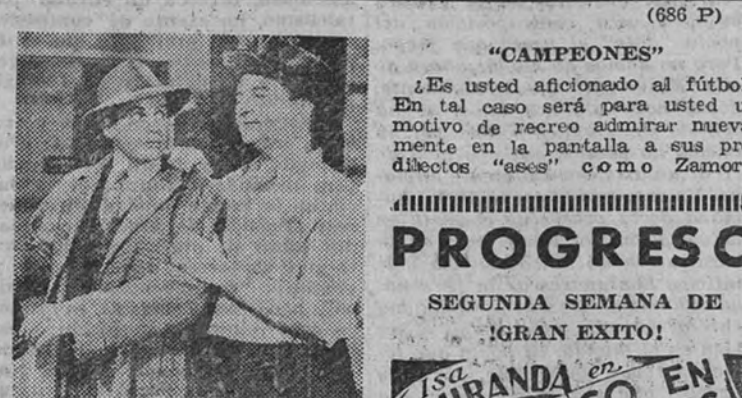 (686 P)
"CAMPEONES"
¿Es usted aficionado al fútbol
En tal caso será para usted u
motivo de recreo admirar nueva
mente en la pantalla a sus pr
dilectos "ases" como Zamor
PROGRESO
SEGUNDA SEMANA DE
!GRAN EXITO!
Isa
MIRANDA en
EN